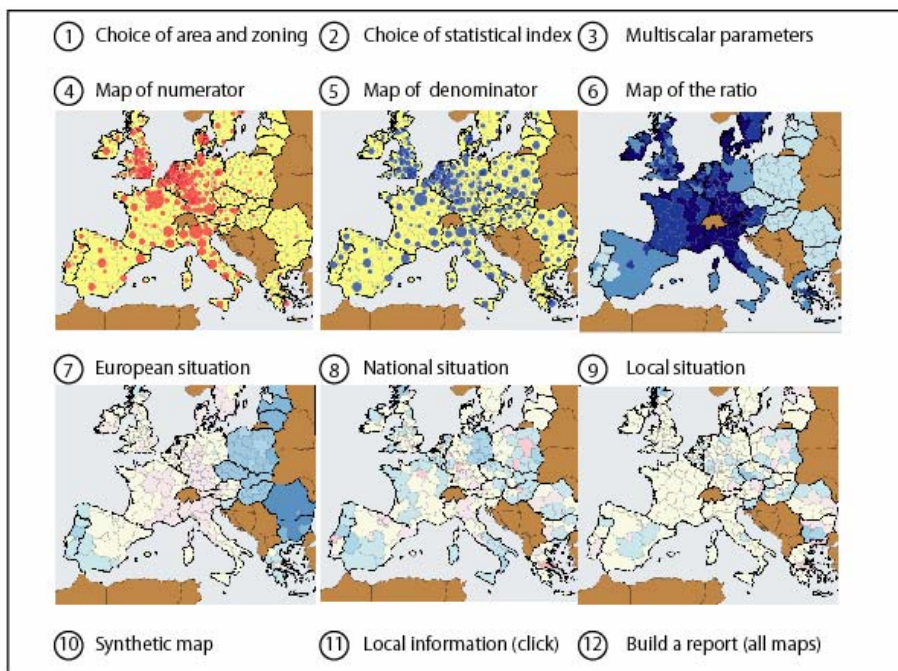 1 Choice of area and zoning 2 Choice of statistical index 3 Multiscalar parameters
4 Map of numerator 5 Map of denominator 6 Map of the ratio
7 European situation 8 National situation 9 Local situation
10 Synthetic map 11 Local information (click) 12 Build a report (all maps)